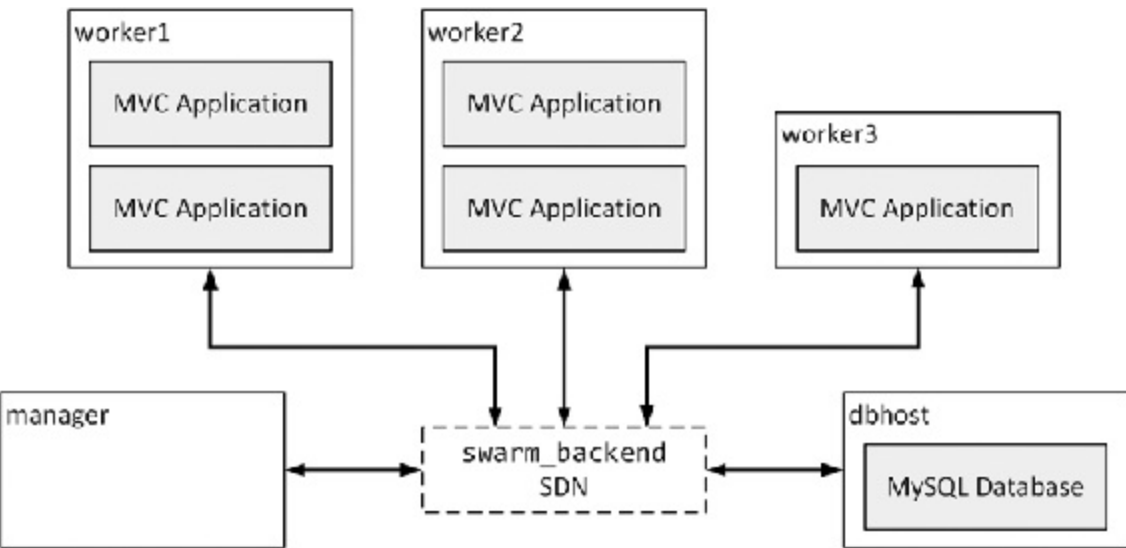 worker1
MVC Application
MVC Application
worker2
MVC Application
MVC Application
worker3
MVC Application
manager
swarm_backend
SDN
dbhost
MySQL Database